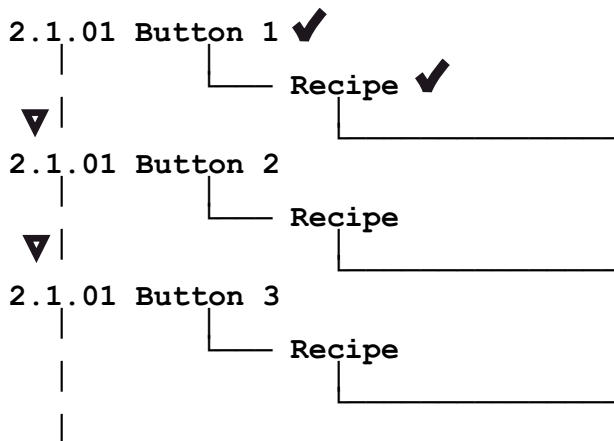 2.1.01 Button 1
Recipe
2.1.01 Button 2
Recipe
2.1.01 Button 3
Recipe